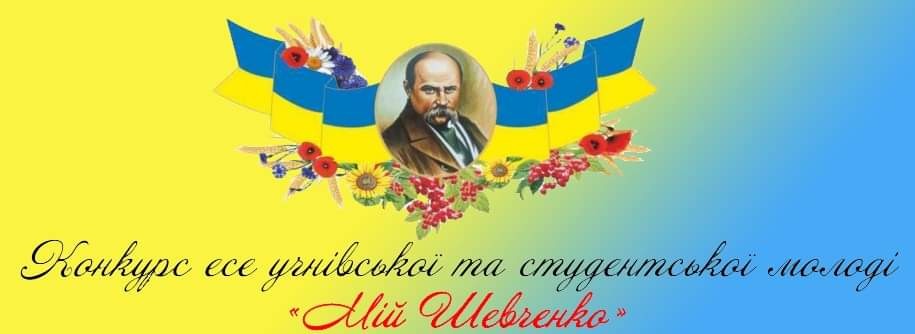 Конкурс есе учнівської та студентської молоді
«Мій Шевченко»